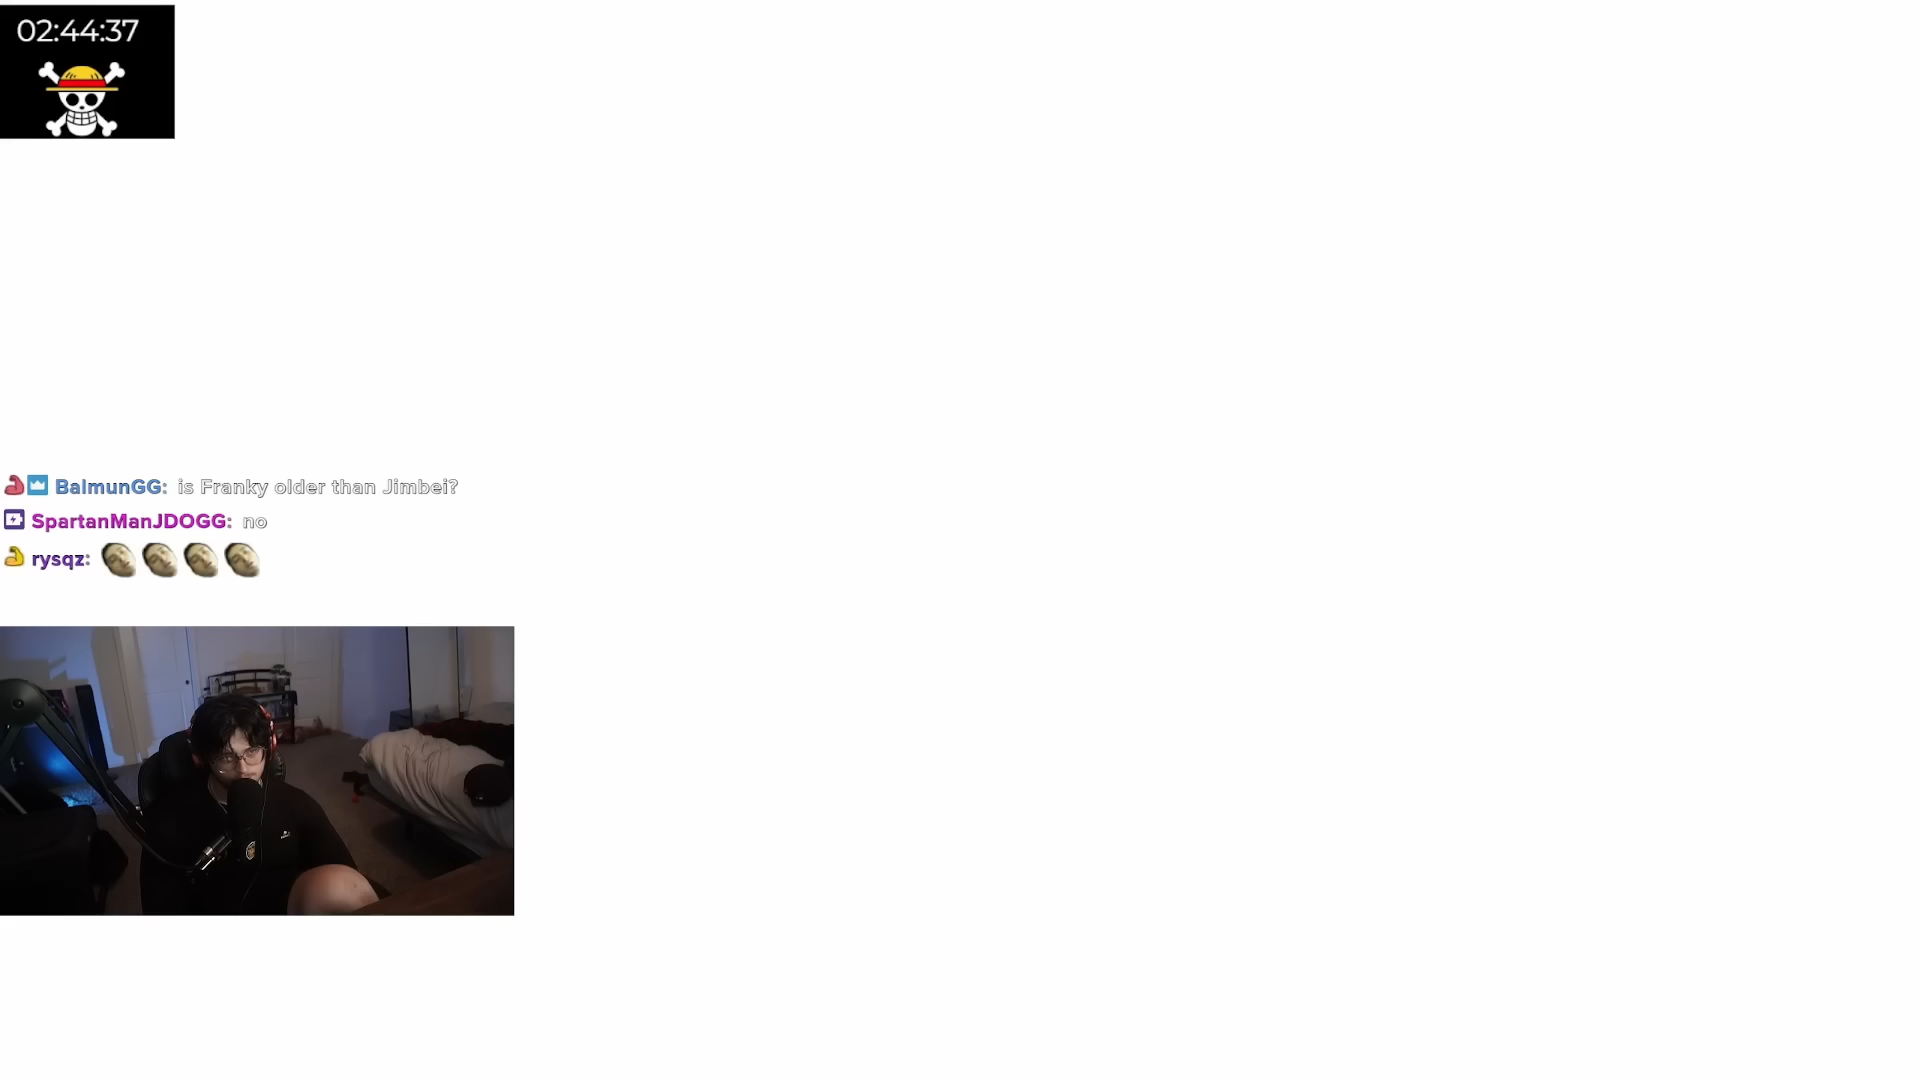 02:44:37
BalmunGG: is Franky older than Jimbei?
SpartanManJDOGG: no
rysqz: